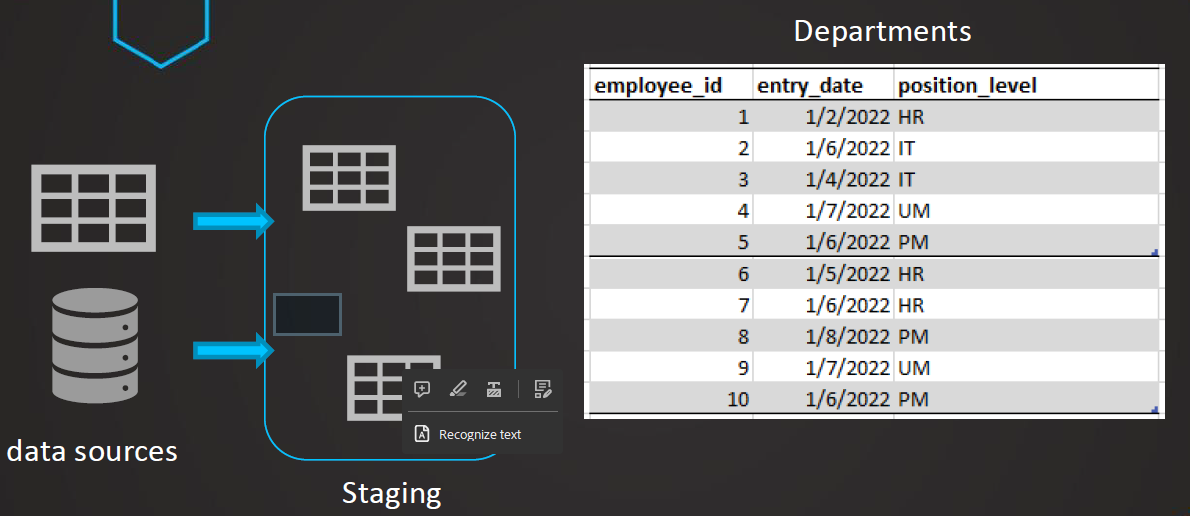 Departments
employee_id entry_date position_level
1 1/2/2022 HR
2 1/6/2022 IT
3 1/4/2022 IT
4 1/7/2022 UM
5 1/6/2022 PM
6 1/5/2022 HR
7 1/6/2022 HR
8 1/8/2022 PM
9 1/7/2022 UM
10 1/6/2022 PM
Recognize text
data sources
Staging